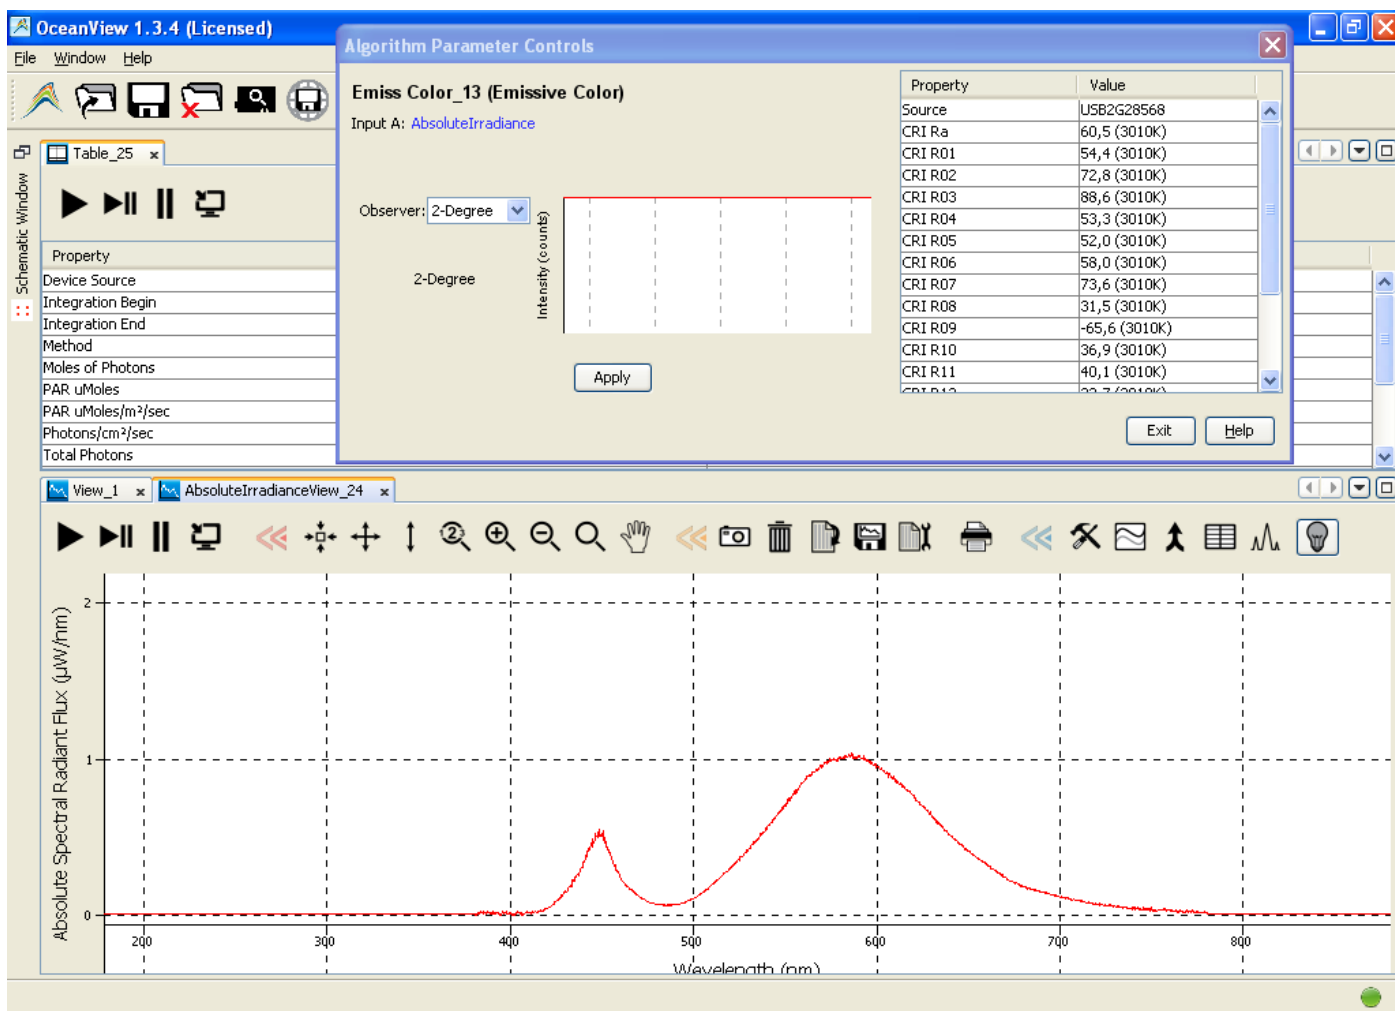 OceanView 1.3.4 (Licensed)
File Window Help
Algorithm Parameter Controls
Emiss Color_13 (Emissive Color)
Input A: AbsoluteIrradiance
Observer: 2-Degree
2-Degree
Intensity (counts)
Apply
Property Value
Source USB2G28568
CRI Ra 60,5 (3010K)
CRI R01 54,4 (3010K)
CRI R02 72,8 (3010K)
CRI R03 88,6 (3010K)
CRI R04 53,3 (3010K)
CRI R05 52,0 (3010K)
CRI R06 58,0 (3010K)
CRI R07 73,6 (3010K)
CRI R08 31,5 (3010K)
CRI R09 -65,6 (3010K)
CRI R10 36,9 (3010K)
CRI R11 40,1 (3010K)
Exit Help
Schematic Window
Table_25
Property
Device Source
Integration Begin
Integration End
Method
Moles of Photons
PAR uMoles
PAR uMoles/m²/sec
Photons/cm²/sec
Total Photons
View_1 AbsoluteIrradianceView_24
2
Absolute Spectral Radiant Flux (µW/nm)
2
1
0
200 300 400 500 600 700 800
Wavelength (nm)